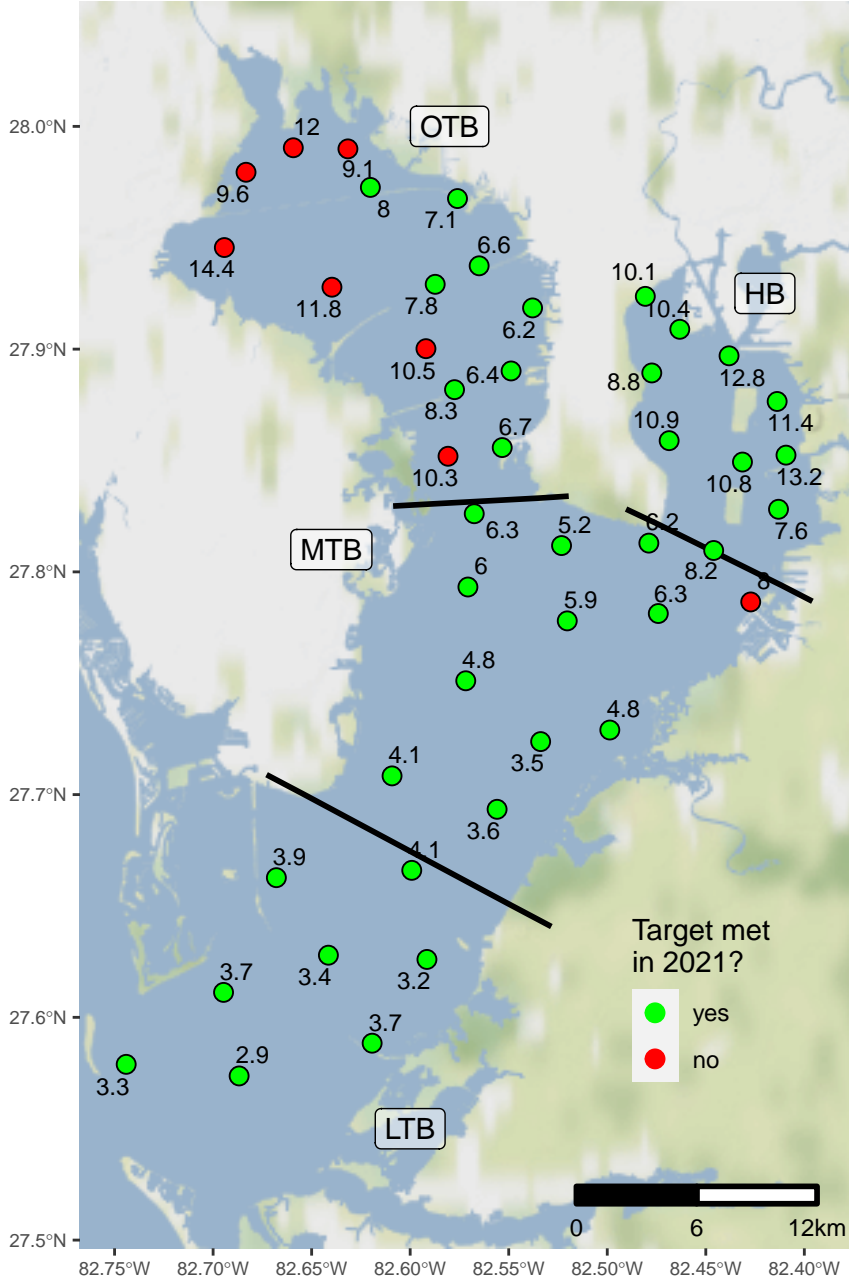 28.0°N
27.9°N
27.8°N
27.7°N
27.6°N
27.5°N
OTB
12
9.1
9.6
8
7.1
14.4
6.6
11.8
7.8
6.2
10.5
6.4
8.3
6.7
10.3
HB
10.1
10.4
12.8
8.8
11.4
10.9
10.8
13.2
7.6
MTB
6.3
5.2
6.2
8.2
8
6
5.9
6.3
4.8
4.8
3.5
4.1
3.6
4.1
3.9
3.4
3.2
3.7
3.7
3.3
2.9
LTB
Target met
in 2021?
yes
no
0 6 12km
82.75°W 82.70°W 82.65°W 82.60°W 82.55°W 82.50°W 82.45°W 82.40°W